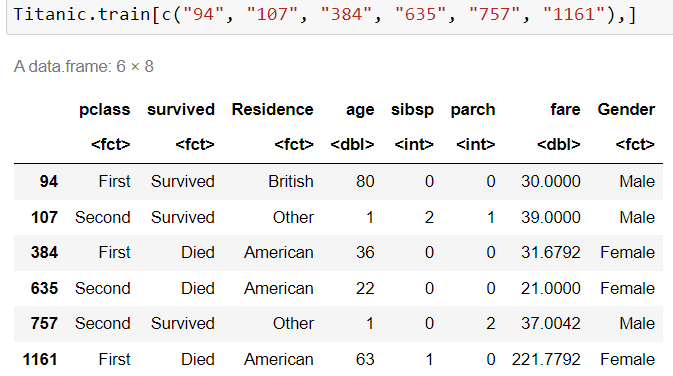 Titanic.train[c("94", "107", "384", "635", "757", "1161"),]
A data.frame: 6 × 8
pclass survived Residence age sibsp parch fare Gender
<fct> <fct> <fct> <dbl> <int> <int> <dbl> <fct>
94 First Survived British 80 0 0 30.0000 Male
107 Second Survived Other 1 2 1 39.0000 Male
384 First Died American 36 0 0 31.6792 Female
635 Second Died American 22 0 0 21.0000 Female
757 Second Survived Other 1 0 2 37.0042 Male
1161 First Died American 63 1 0 221.7792 Female